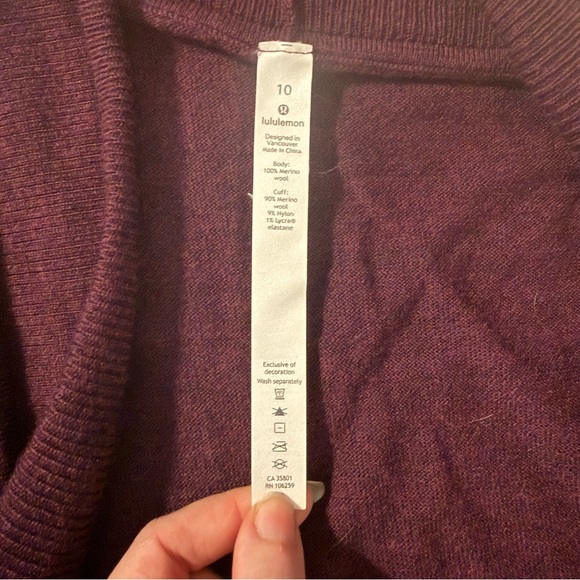 10
lululemon
Designed in
Vancouver
Made in China
Body:
100% Merino
wool
Cuff:
90% Merino
wool
9% Nylon
1% Lycra®
elastane
Exclusive of
decoration
Wash separately
CA 35801
RN 106259